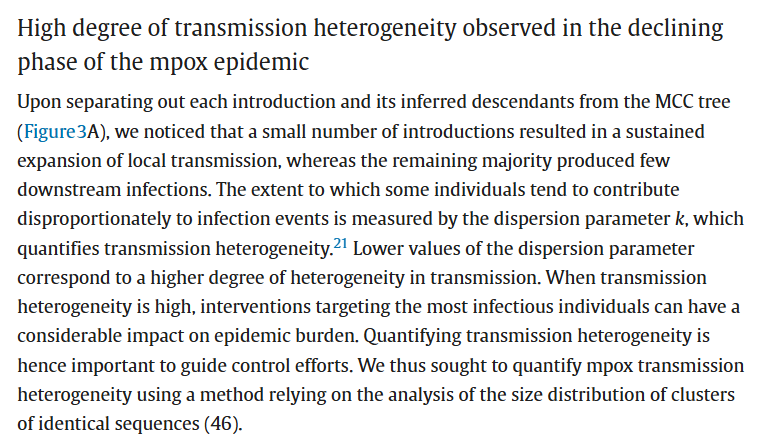 High degree of transmission heterogeneity observed in the declining
phase of the mpox epidemic
Upon separating out each introduction and its inferred descendants from the MCC tree
(Figure 3A), we noticed that a small number of introductions resulted in a sustained
expansion of local transmission, whereas the remaining majority produced few
downstream infections. The extent to which some individuals tend to contribute
disproportionately to infection events is measured by the dispersion parameter k, which
quantifies transmission heterogeneity.21 Lower values of the dispersion parameter
correspond to a higher degree of heterogeneity in transmission. When transmission
heterogeneity is high, interventions targeting the most infectious individuals can have a
considerable impact on epidemic burden. Quantifying transmission heterogeneity is
hence important to guide control efforts. We thus sought to quantify mpox transmission
heterogeneity using a method relying on the analysis of the size distribution of clusters
of identical sequences (46).